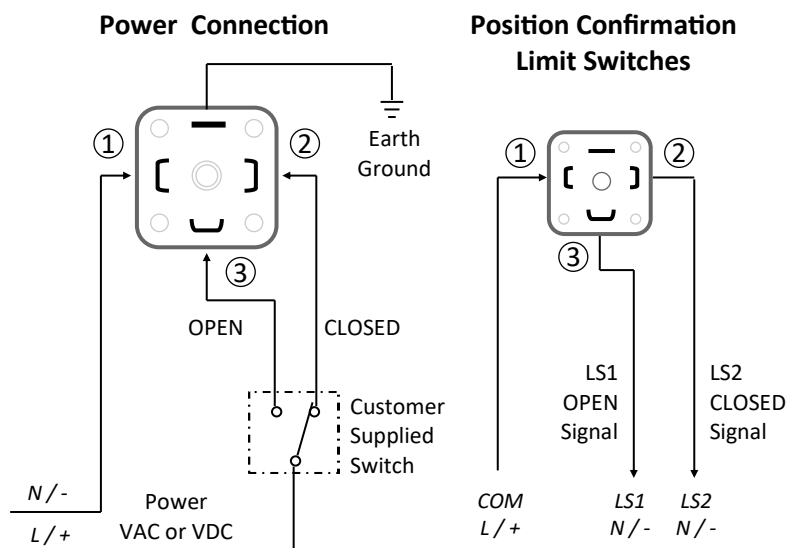 Power Connection
Earth
Ground
1
2
3
OPEN
CLOSED
Customer
Supplied
Switch
N / -
L / +
Power
VAC or VDC
Position Confirmation
Limit Switches
1
2
3
LS1
OPEN
Signal
LS2
CLOSED
Signal
COM
L / +
LS1
N / -
LS2
N / -